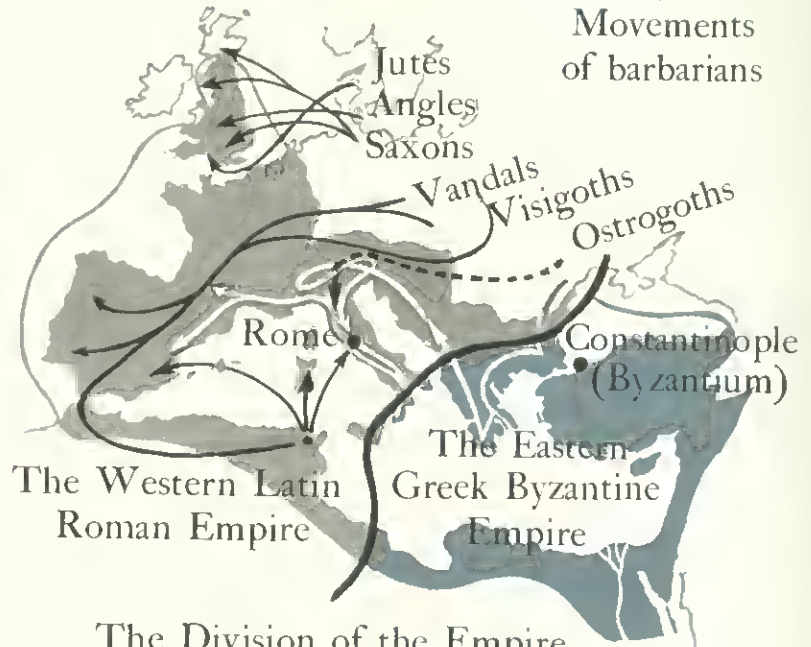 Movements
of barbarians
Jutes
Angles
Saxons
Vandals
Visigoths
Ostrogoths
Rome
Constantinople
(Byzantium)
The Western Latin
Roman Empire
The Eastern
Greek Byzantine
Empire
The Division of the Empire